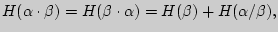 H(α · β) = H(β · α) = H(β) + H(α/β),